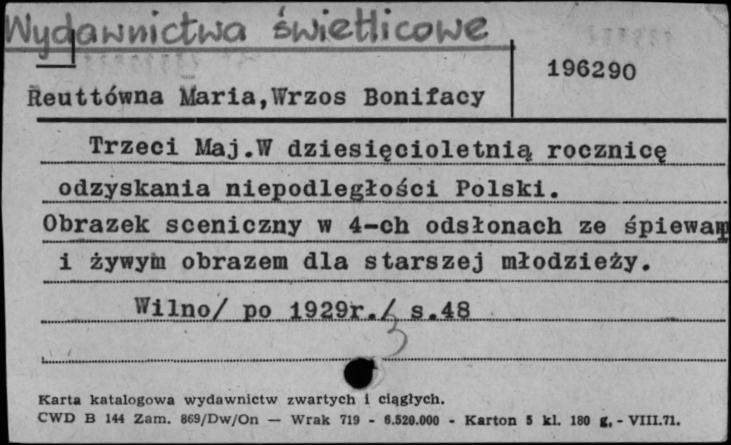 Wydawnictwa świetlicowe
196290
Reuttówna Maria,Wrzos Bonifacy
Trzeci Maj.W dziesięcioletnią rocznicę
odzyskania niepodległości Polski.
Obrazek sceniczny w 4-ch odsłonach ze śpiewam
i żywym obrazem dla starszej młodzieży.
Wilno/ po 1929r./ s.48
3
Karta katalogowa wydawnictw zwartych i ciągłych.
CWD B 144 Zam. 869/Dw/On — Wrak 719 - 6.520.000 - Karton 5 kl. 180 g. - VIII.71.